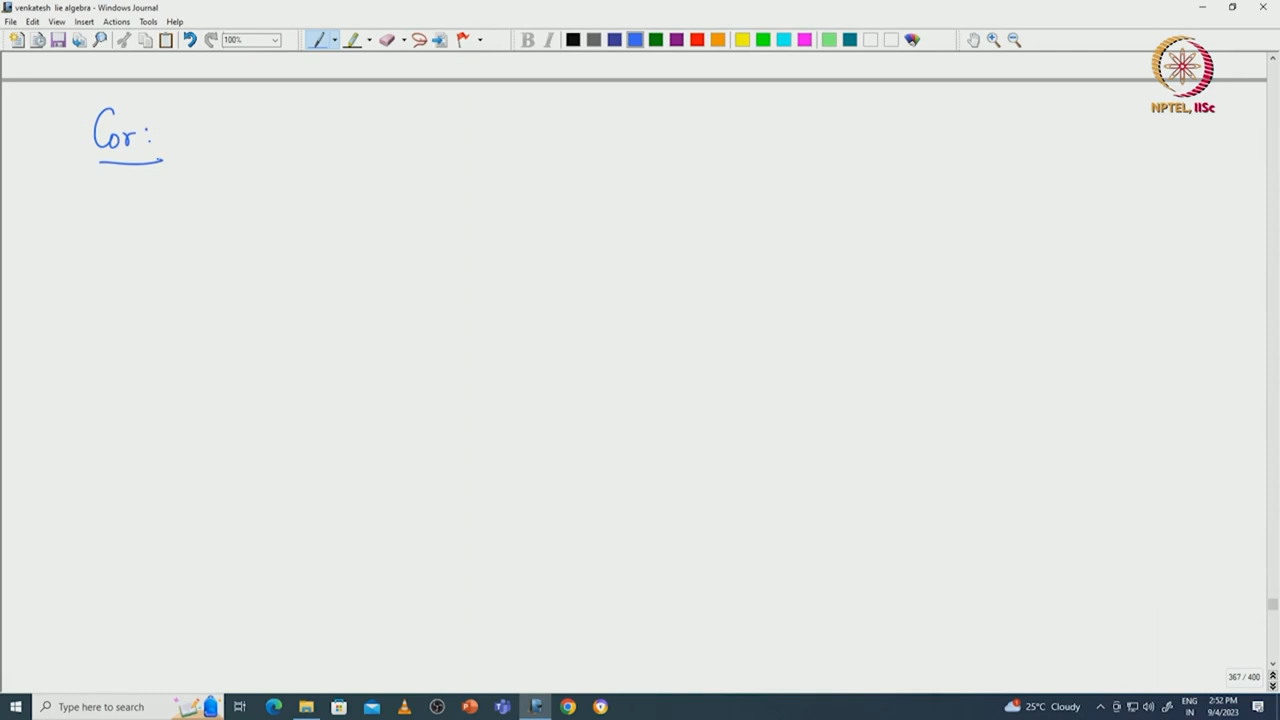 venkatesh lie algebra - Windows Journal
File Edit View Insert Actions Tools Help
100%
B I
NPTEL, IISc
Cor:
367 / 400
Type here to search
25°C Cloudy
ENG
IN
2:52 PM
9/4/2023